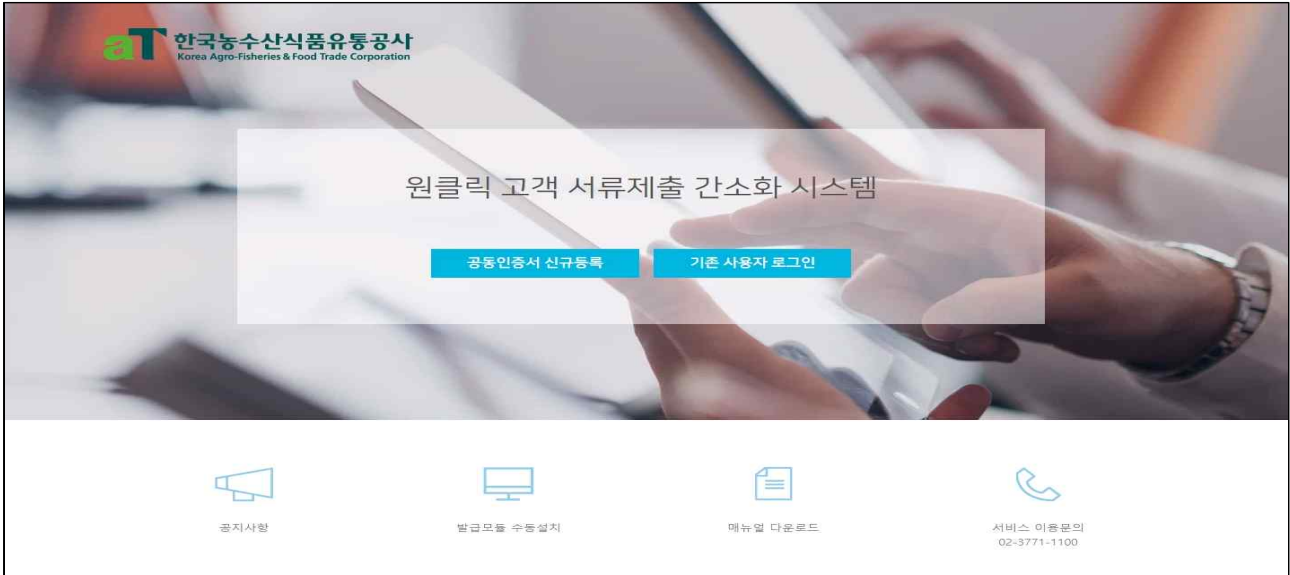 aT 한국농수산식품유통공사
Korea Agro-Fisheries & Food Trade Corporation
원클릭 고객 서류제출 간소화 시스템
공동인증서 신규등록 기존 사용자 로그인
공지사항 발급모듈 수동설치 매뉴얼 다운로드 서비스 이용문의
02-3771-1100